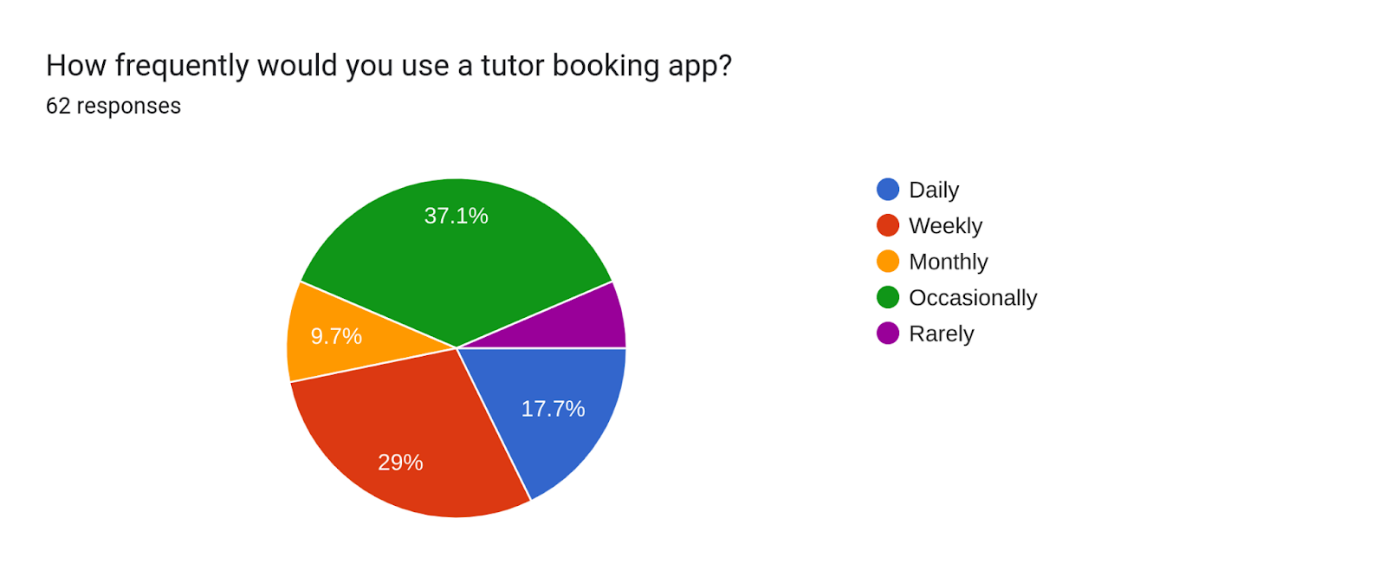 How frequently would you use a tutor booking app?
62 responses
37.1%
9.7%
17.7%
29%
Daily
Weekly
Monthly
Occasionally
Rarely